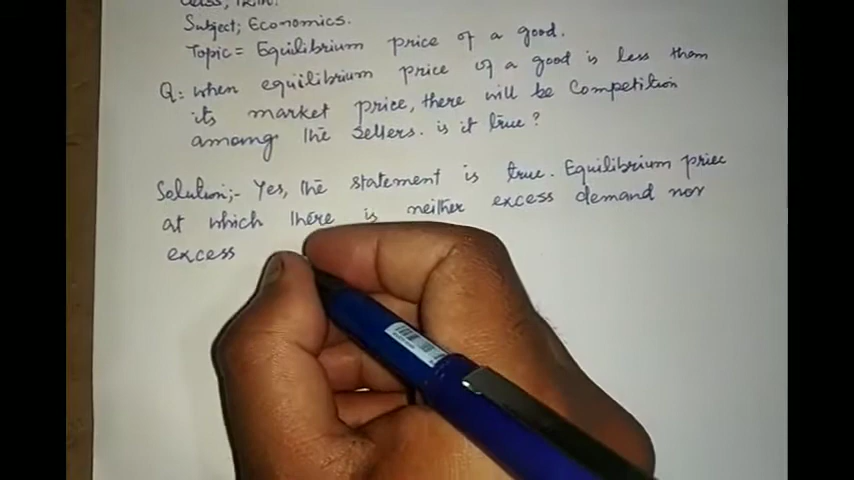 Subject; Economics.
Topic= Equilibrium price of a good.
Q: when equilibrium price of a good is less them
its market price, there will be Competition
among the sellers. is it true?
Solution;- Yes, the statement is true. Equilibrium priec
at which there is neither excess demand nor
excess